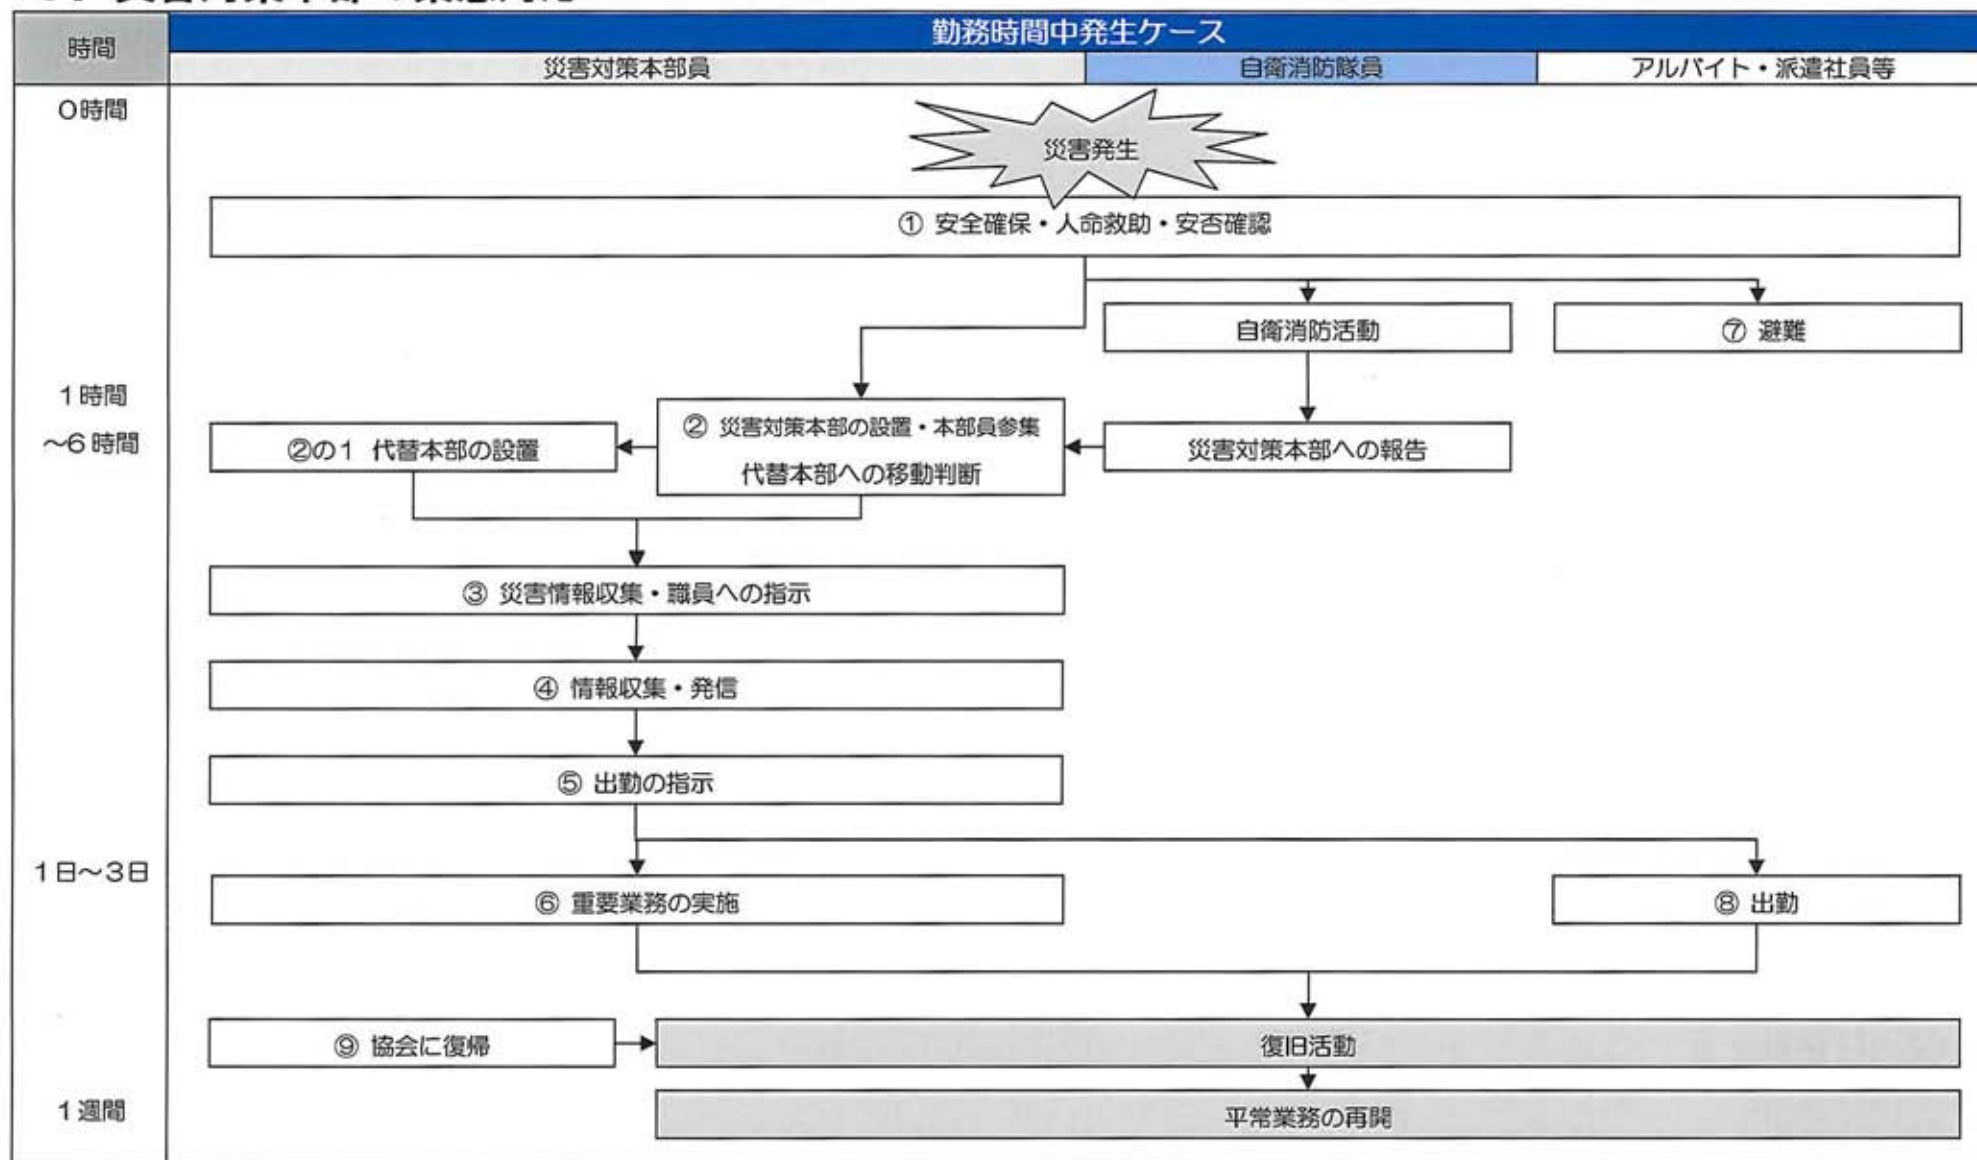 時間
勤務時間中発生ケース
災害対策本部員
自衛消防隊員
アルバイト・派遣社員等
0時間
災害発生
① 安全確保・人命救助・安否確認
自衛消防活動
⑦ 避難
1時間
～6時間
②の1 代替本部の設置
② 災害対策本部の設置・本部員参集
代替本部への移動判断
災害対策本部への報告
③ 災害情報収集・職員への指示
④ 情報収集・発信
⑤ 出勤の指示
1日～3日
⑥ 重要業務の実施
⑧ 出勤
⑨ 協会に復帰
復旧活動
1週間
平常業務の再開